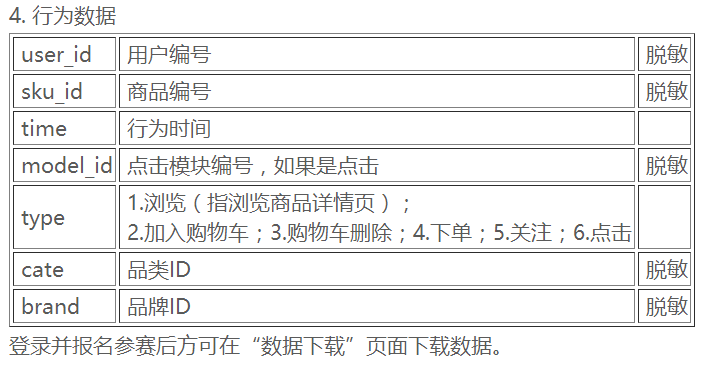 4. 行为数据
user_id 用户编号 脱敏
sku_id 商品编号 脱敏
time 行为时间
model_id 点击模块编号，如果是点击 脱敏
type 1.浏览（指浏览商品详情页）；
2.加入购物车；3.购物车删除；4.下单；5.关注；6.点击
cate 品类ID 脱敏
brand 品牌ID 脱敏
登录并报名参赛后方可在“数据下载”页面下载数据。